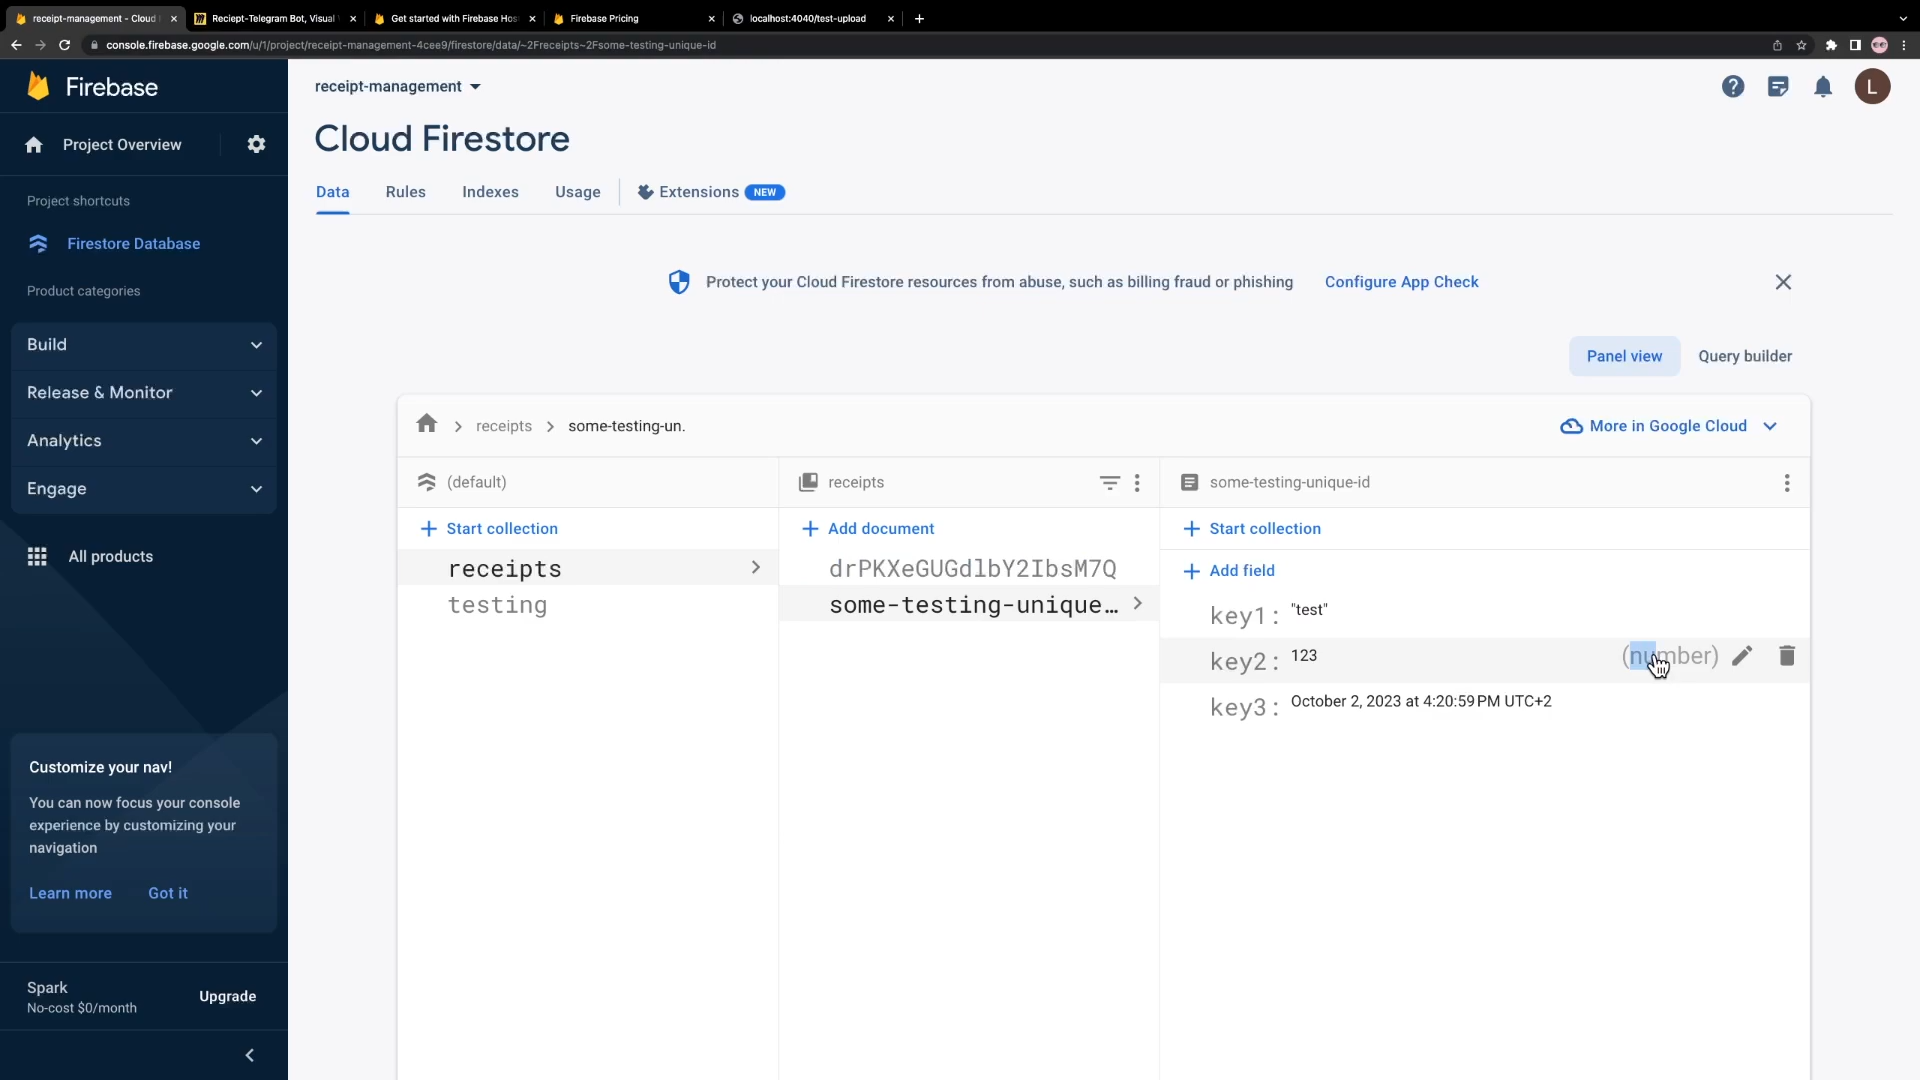 receipt-management - Cloud
Reciept-Telegram Bot, Visual
Get started with Firebase Hos
Firebase Pricing
localhost:4040/test-upload
console.firebase.google.com/u/1/project/receipt-management-4cee9/firestore/data/~2Freceipts~2Fsome-testing-unique-id
Firebase
receipt-management
L
Project Overview
Cloud Firestore
Data
Rules
Indexes
Usage
Extensions
NEW
Project shortcuts
Firestore Database
Product categories
Protect your Cloud Firestore resources from abuse, such as billing fraud or phishing
Configure App Check
Build
Release & Monitor
Analytics
Engage
All products
Panel view
Query builder
receipts
some-testing-un.
More in Google Cloud
(default)
receipts
some-testing-unique-id
Start collection
Add document
Start collection
receipts
testing
drPKXeGUGdlbY2IbsM7Q
some-testing-unique…
Add field
key1: "test"
key2: 123
(number)
key3: October 2, 2023 at 4:20:59 PM UTC+2
Customize your nav!
You can now focus your console
experience by customizing your
navigation
Learn more
Got it
Spark
No-cost $0/month
Upgrade